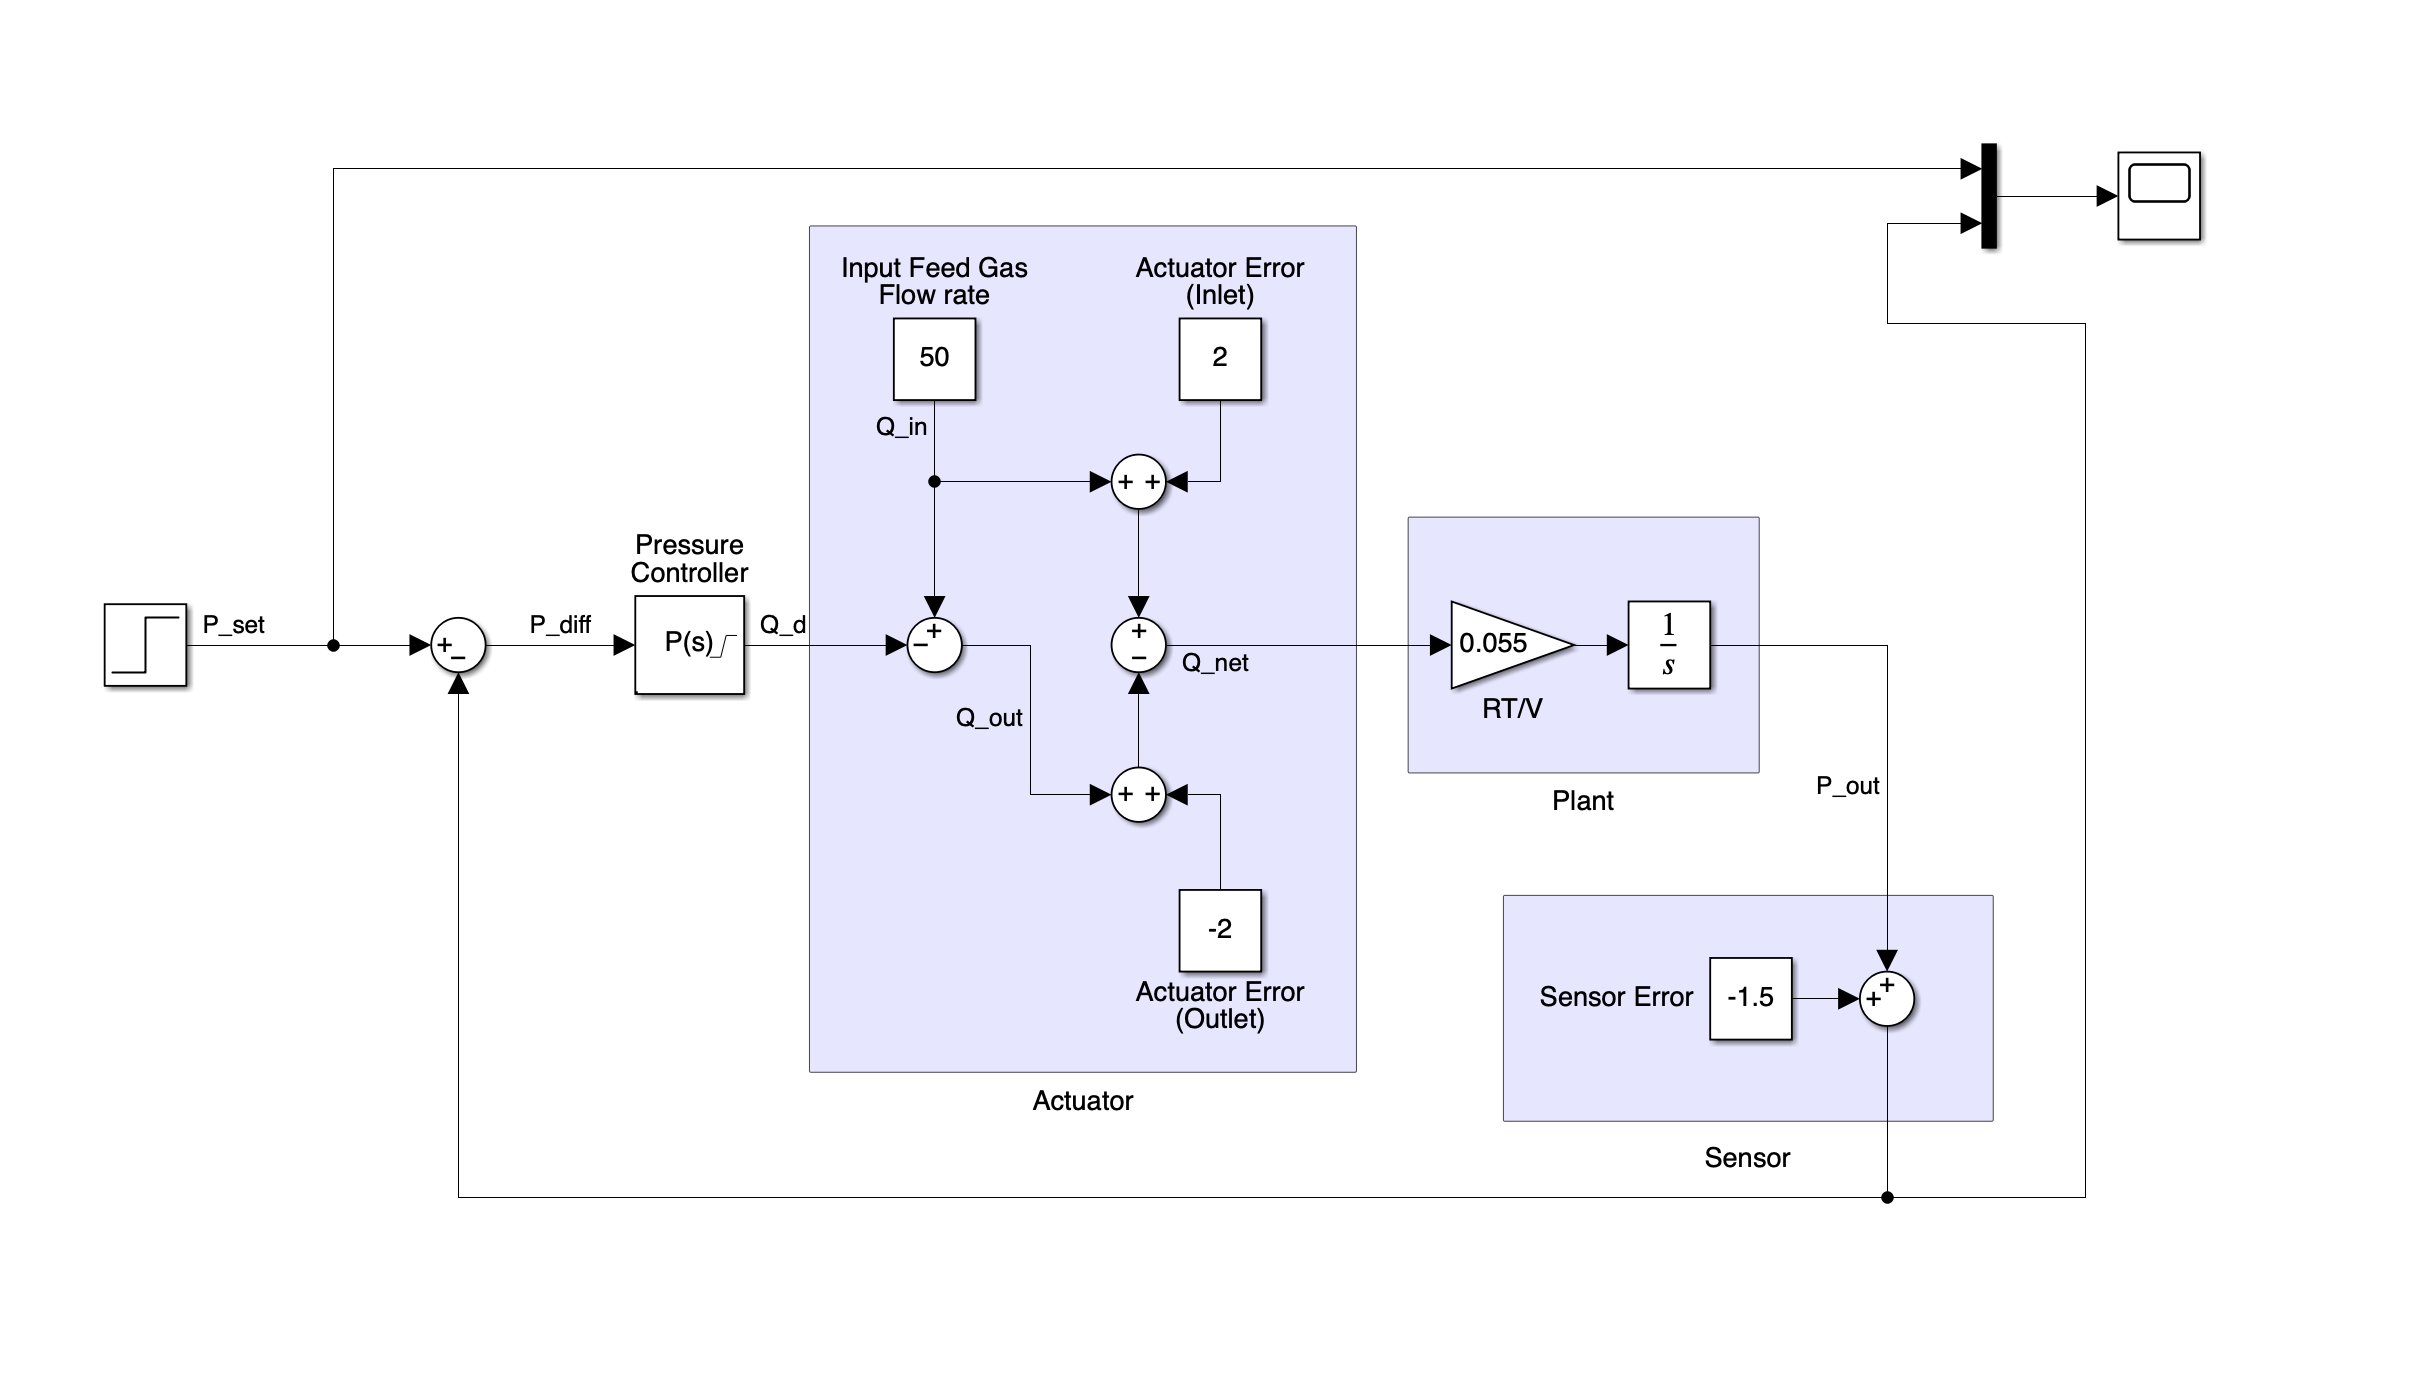 Input Feed Gas
Flow rate
Actuator Error
(Inlet)
50
2
Q_in
+ +
Pressure
Controller
P_set
+
−
P_diff
P(s)
Q_d
+
−
+
−
Q_net
0.055
1
s
RT/V
Q_out
Plant
P_out
+ +
-2
Actuator Error
(Outlet)
Sensor Error
-1.5
+
+
Actuator
Sensor